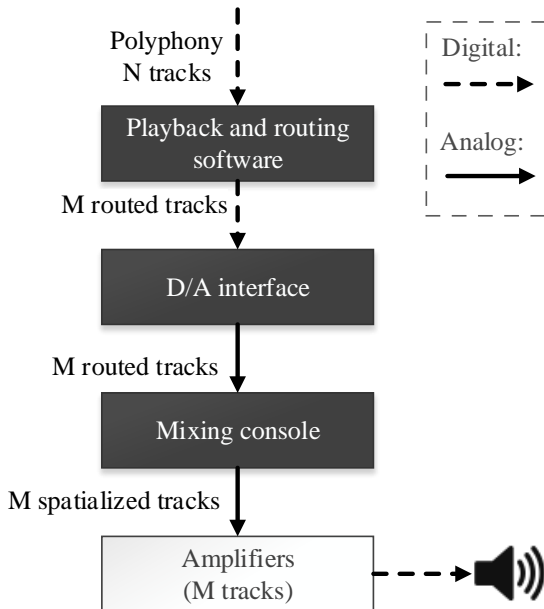 Polyphony
N tracks
Digital:
Playback and routing
software
Analog:
M routed tracks
D/A interface
M routed tracks
Mixing console
M spatialized tracks
Amplifiers
(M tracks)